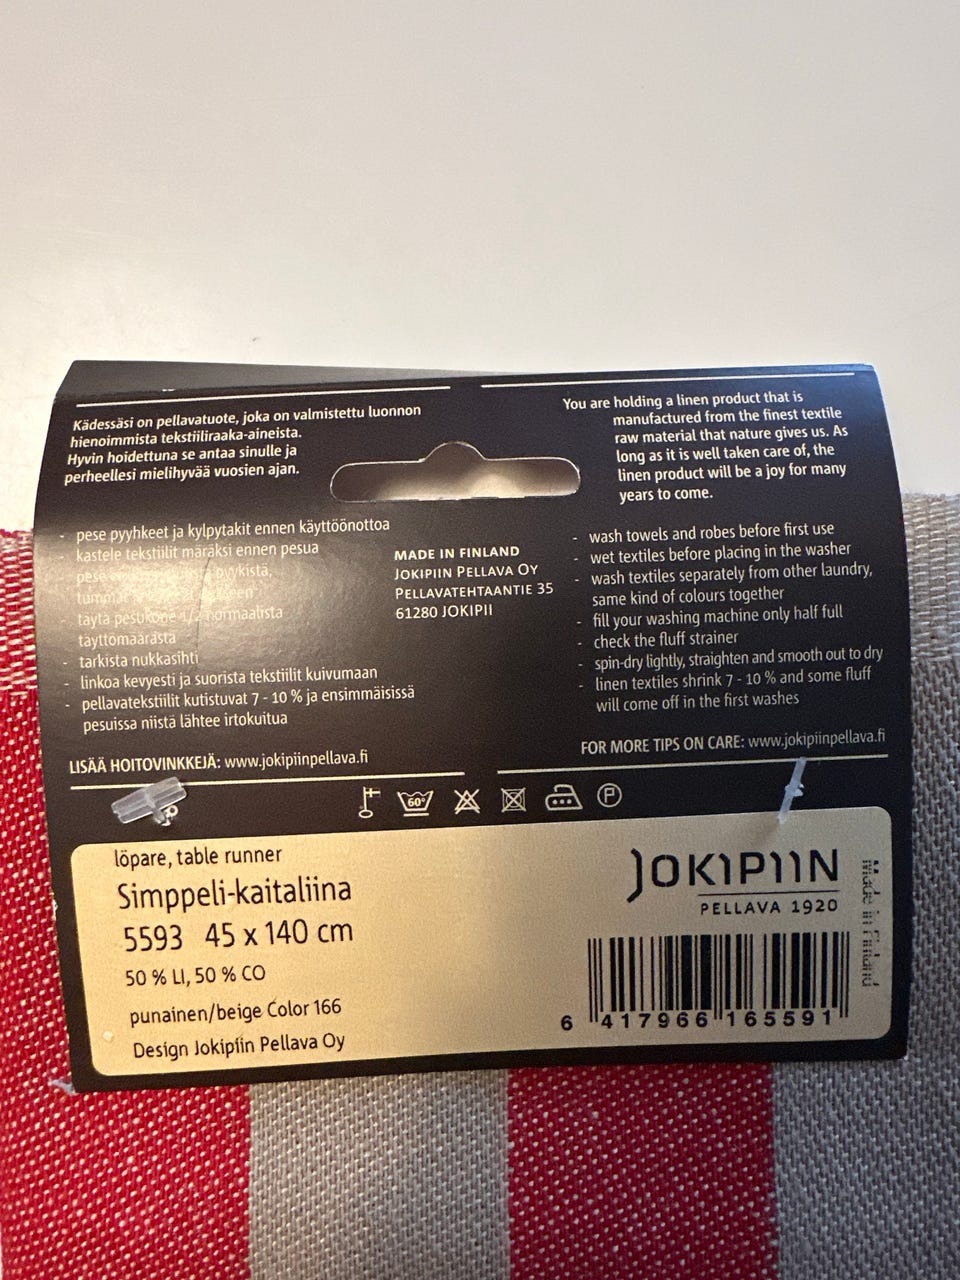 Kädessäsi on pellavatuote, joka on valmistettu luonnon
hienoimmista tekstiiliraaka-aineista.
Hyvin hoidettuna se antaa sinulle ja
perheellesi mielihyvää vuosien ajan.
- pese pyyhkeet ja kylpytakit ennen käyttöönottoa
- kastele tekstiilit märäksi ennen pesua
pese pyykistä,
- täytä pesukone 1/2 normaalista
täyttömäärästä
- tarkista nukkasihti
- linkoa kevyesti ja suorista tekstiilit kuivumaan
- pellavatekstiilit kutistuvat 7 - 10 % ja ensimmäisissä
pesuissa niistä lähtee irtokuitua
LISÄÄ HOITOVINKKEJÄ: www.jokipiinpellava.fi
MADE IN FINLAND
JOKIPIIN PELLAVA OY
PELLAVATEHTAANTIE 35
61280 JOKIPII
You are holding a linen product that is
manufactured from the finest textile
raw material that nature gives us. As
long as it is well taken care of, the
linen product will be a joy for many
years to come.
- wash towels and robes before first use
- wet textiles before placing in the washer
- wash textiles separately from other laundry,
same kind of colours together
- fill your washing machine only half full
- check the fluff strainer
- spin-dry lightly, straighten and smooth out to dry
- linen textiles shrink 7 - 10 % and some fluff
will come off in the first washes
FOR MORE TIPS ON CARE: www.jokipiinpellava.fi
60°
P
löpare, table runner
Simppeli-kaitaliina
5593 45 x 140 cm
50 % LI, 50 % CO
punainen/beige Color 166
Design Jokipiin Pellava Oy
JOKIPIIN
PELLAVA 1920
Made in Finland
6 417966 165591